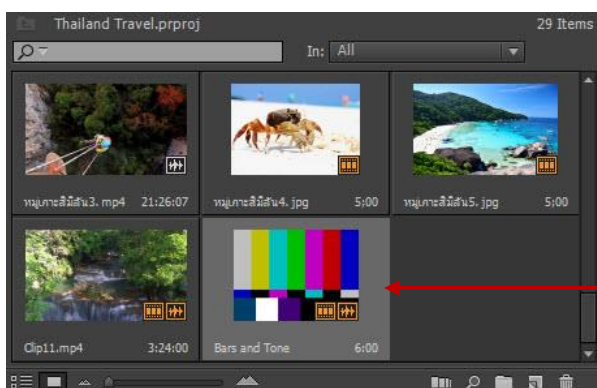 Thailand Travel.prproj 29 Items
In: All
หมู่เกาะสิมิลัน3. mp4 21:26:07
หมู่เกาะสิมิลัน4. jpg 5;00
หมู่เกาะสิมิลัน5. jpg 5;00
Clip11.mp4 3:24:00
Bars and Tone 6:00